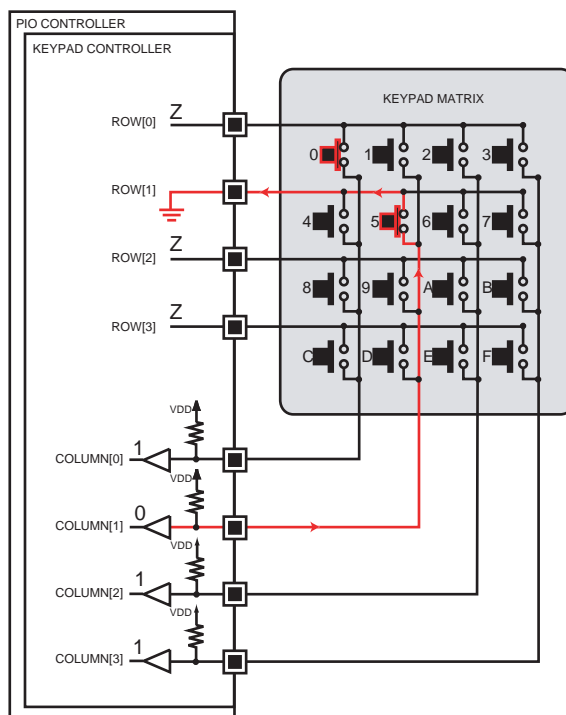 PIO CONTROLLER
KEYPAD CONTROLLER
KEYPAD MATRIX
ROW[0] Z
0 1 2 3
ROW[1]
4 5 6 7
ROW[2] Z
8 9 A B
ROW[3] Z
C D E F
VDD
COLUMN[0] 1
VDD
COLUMN[1] 0
VDD
COLUMN[2] 1
VDD
COLUMN[3] 1